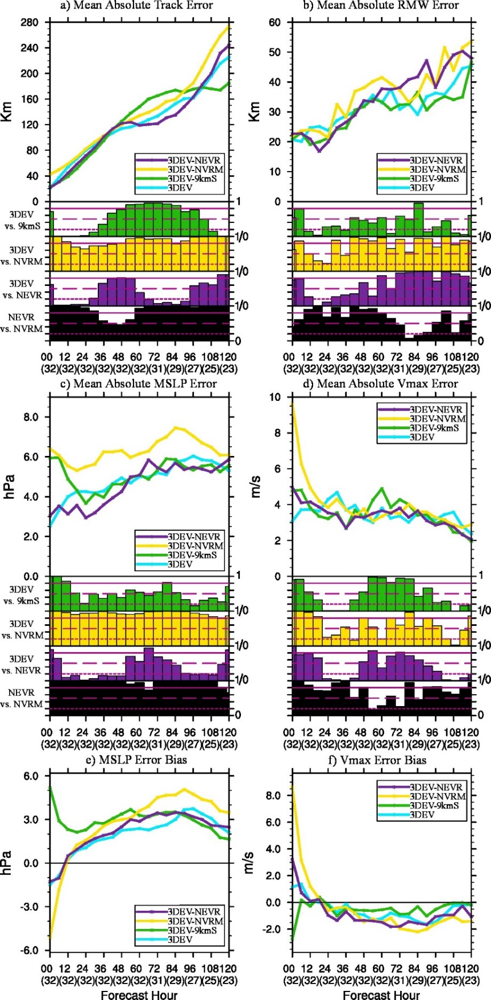 a) Mean Absolute Track Error
b) Mean Absolute RMW Error
280
240
200
160
120
80
40
0
Km
3DEV-NEVR
3DEV-NVRM
3DEV-9kmS
3DEV
60
50
40
30
20
10
0
Km
3DEV-NEVR
3DEV-NVRM
3DEV-9kmS
3DEV
3DEV
vs. 9kmS
3DEV
vs. NVRM
3DEV
vs. NEVR
NEVR
vs. NVRM
1
1/0
1/0
1/0
0
1
1/0
1/0
1/0
0
00 12 24 36 48 60 72 84 96 108 120
(32)(32)(32)(32)(32)(32)(31)(29)(27)(25)(23)
00 12 24 36 48 60 72 84 96 108 120
(32)(32)(32)(32)(32)(32)(31)(29)(27)(25)(23)
c) Mean Absolute MSLP Error
d) Mean Absolute Vmax Error
8.0
6.0
4.0
2.0
0.0
hPa
3DEV-NEVR
3DEV-NVRM
3DEV-9kmS
3DEV
10
8
6
4
2
0
m/s
3DEV-NEVR
3DEV-NVRM
3DEV-9kmS
3DEV
3DEV
vs. 9kmS
3DEV
vs. NVRM
3DEV
vs. NEVR
NEVR
vs. NVRM
1
1/0
1/0
1/0
0
1
1/0
1/0
1/0
0
00 12 24 36 48 60 72 84 96 108 120
(32)(32)(32)(32)(32)(32)(31)(29)(27)(25)(23)
00 12 24 36 48 60 72 84 96 108 120
(32)(32)(32)(32)(32)(32)(31)(29)(27)(25)(23)
e) MSLP Error Bias
f) Vmax Error Bias
6.0
3.0
0.0
-3.0
-6.0
hPa
3DEV-NEVR
3DEV-NVRM
3DEV-9kmS
3DEV
8.0
6.0
4.0
2.0
0.0
-2.0
m/s
3DEV-NEVR
3DEV-NVRM
3DEV-9kmS
3DEV
00 12 24 36 48 60 72 84 96 108 120
(32)(32)(32)(32)(32)(32)(31)(29)(27)(25)(23)
Forecast Hour
00 12 24 36 48 60 72 84 96 108 120
(32)(32)(32)(32)(32)(32)(31)(29)(27)(25)(23)
Forecast Hour